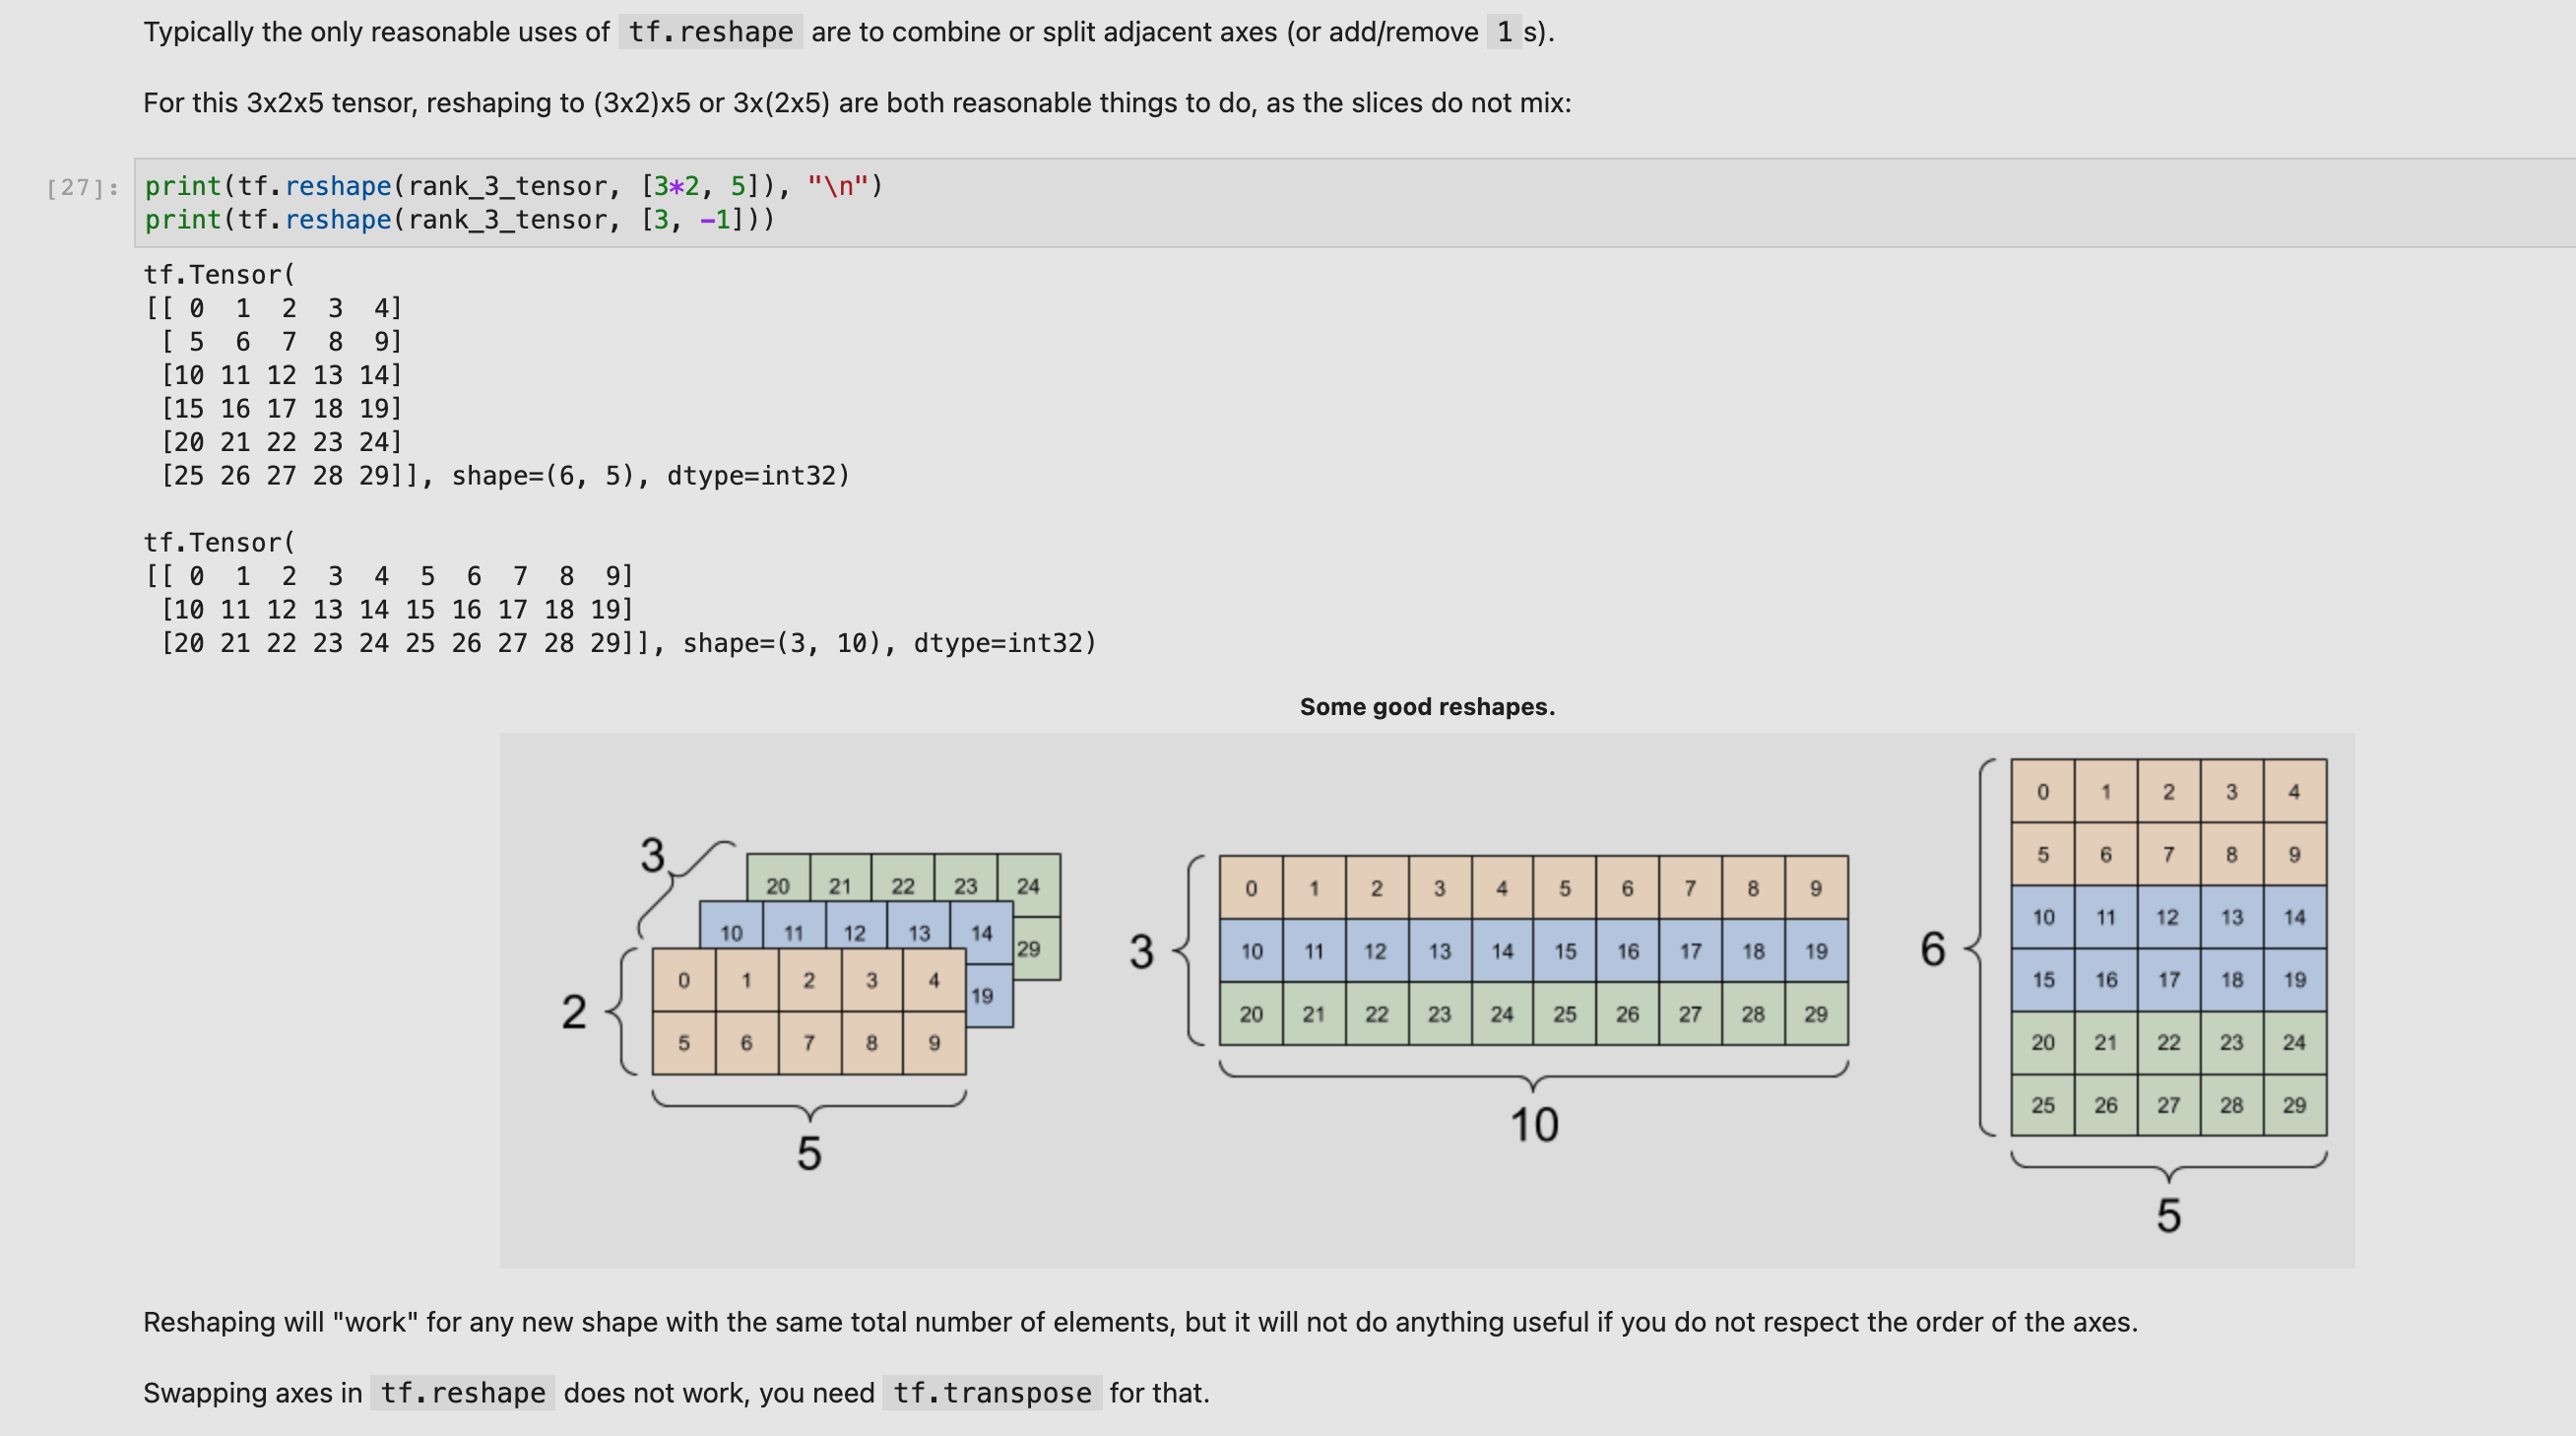 Typically the only reasonable uses of tf.reshape are to combine or split adjacent axes (or add/remove 1 s).
For this 3x2x5 tensor, reshaping to (3x2)x5 or 3x(2x5) are both reasonable things to do, as the slices do not mix:
[27]:
print(tf.reshape(rank_3_tensor, [3*2, 5]), "\n")
print(tf.reshape(rank_3_tensor, [3, -1]))
tf.Tensor(
[[ 0  1  2  3  4]
 [ 5  6  7  8  9]
 [10 11 12 13 14]
 [15 16 17 18 19]
 [20 21 22 23 24]
 [25 26 27 28 29]], shape=(6, 5), dtype=int32)
tf.Tensor(
[[ 0  1  2  3  4  5  6  7  8  9]
 [10 11 12 13 14 15 16 17 18 19]
 [20 21 22 23 24 25 26 27 28 29]], shape=(3, 10), dtype=int32)
Some good reshapes.
3
20 21 22 23 24
10 11 12 13 14
29
2
0 1 2 3 4
19
5 6 7 8 9
5
3
0 1 2 3 4 5 6 7 8 9
10 11 12 13 14 15 16 17 18 19
20 21 22 23 24 25 26 27 28 29
10
6
0 1 2 3 4
5 6 7 8 9
10 11 12 13 14
15 16 17 18 19
20 21 22 23 24
25 26 27 28 29
5
Reshaping will "work" for any new shape with the same total number of elements, but it will not do anything useful if you do not respect the order of the axes.
Swapping axes in tf.reshape does not work, you need tf.transpose for that.